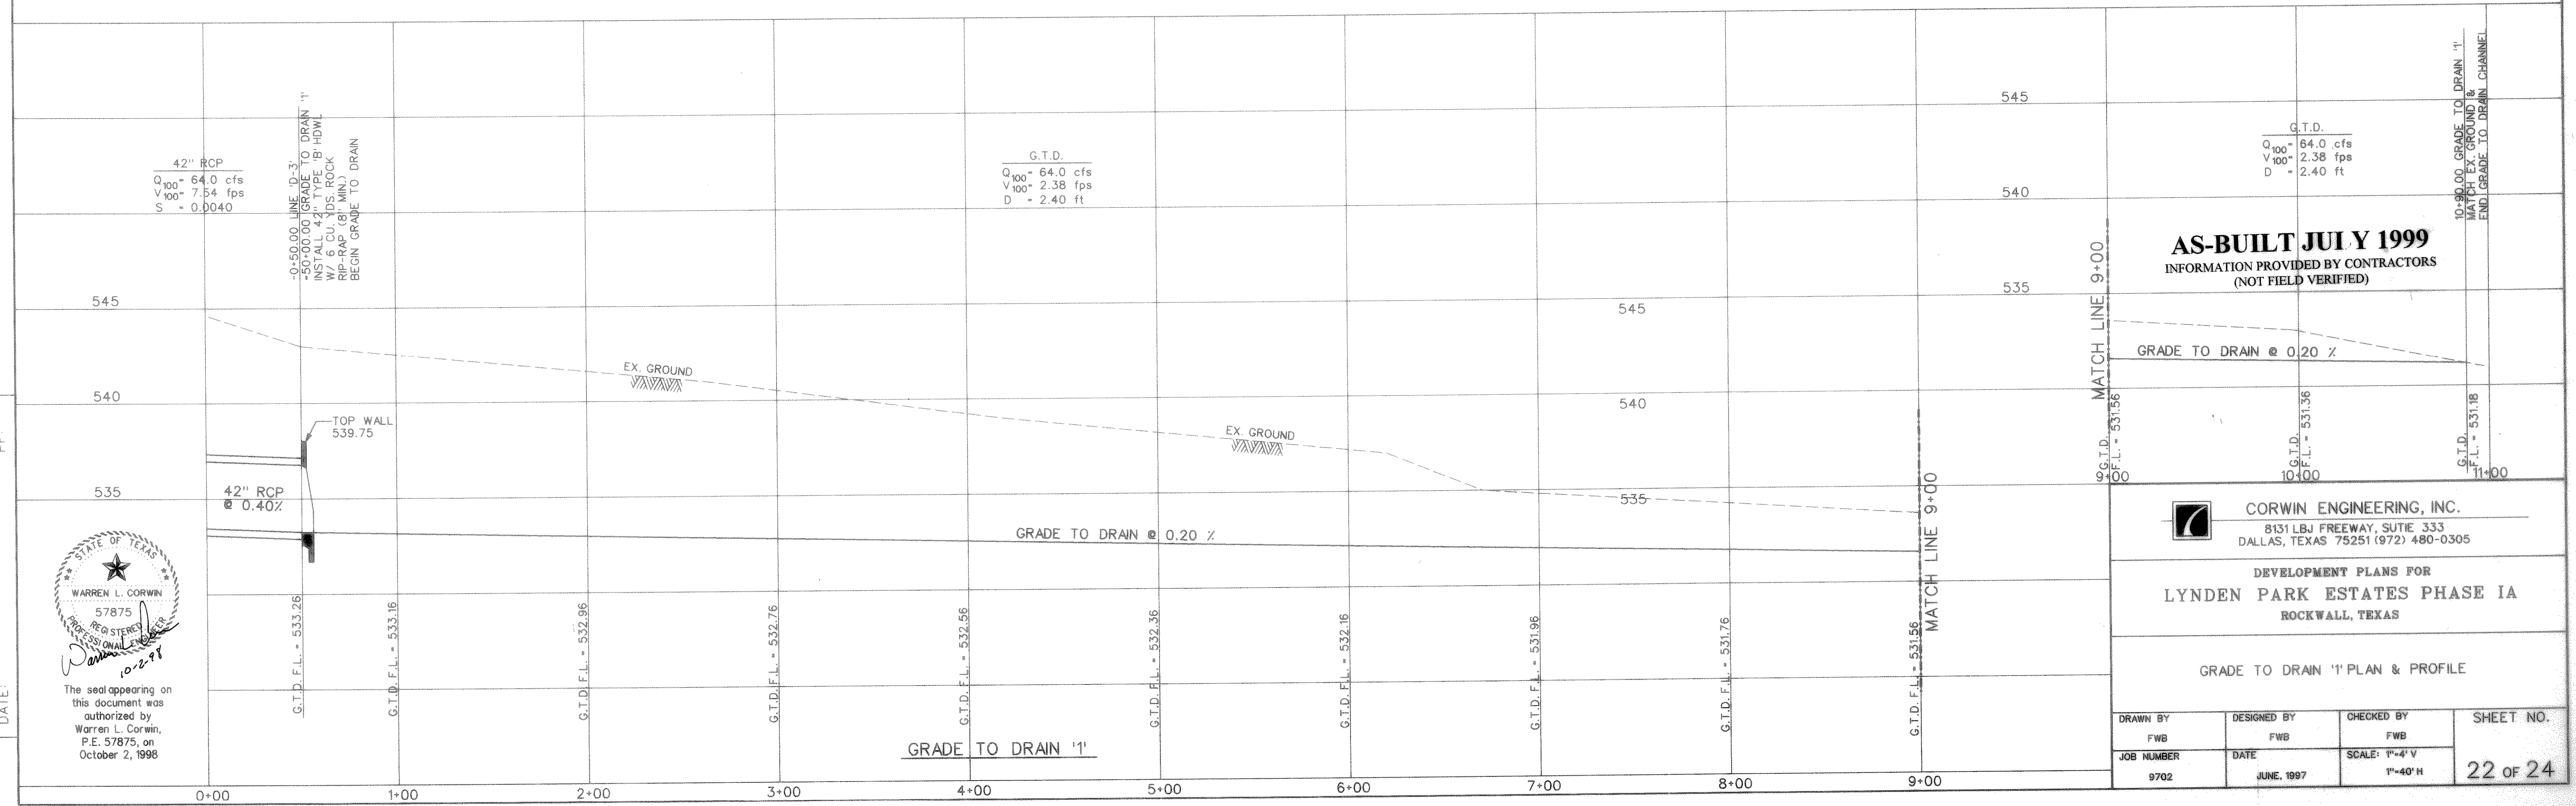 42" RCP
Q100= 64.0 cfs
V100= 7.54 fps
S = 0.0040
-0+50.00 LINE 'D-3'
=50+00.00 GRADE TO DRAIN '1'
INSTALL 42" TYPE 'B' HDWL
W/ 6 CU. YDS. ROCK
RIP-RAP (8" MIN.)
BEGIN GRADE TO DRAIN
G.T.D.
Q100= 64.0 cfs
V100= 2.38 fps
D = 2.40 ft
G.T.D.
Q100= 64.0 cfs
V100= 2.38 fps
D = 2.40 ft
10+90.00 GRADE TO DRAIN '1'
MATCH EX. GROUND &
END GRADE TO DRAIN CHANNEL
545
540
535
545
540
535
545
540
535
AS-BUILT JULY 1999
INFORMATION PROVIDED BY CONTRACTORS
(NOT FIELD VERIFIED)
EX. GROUND
EX. GROUND
TOP WALL
539.75
42" RCP
@ 0.40%
GRADE TO DRAIN @ 0.20 %
GRADE TO DRAIN @ 0.20 %
MATCH LINE 9+00
MATCH LINE 9+00
G.T.D. F.L. = 533.26
G.T.D. F.L. = 533.16
G.T.D. F.L. = 532.96
G.T.D. F.L. = 532.76
G.T.D. F.L. = 532.56
G.T.D. F.L. = 532.36
G.T.D. F.L. = 532.16
G.T.D. F.L. = 531.96
G.T.D. F.L. = 531.76
G.T.D. F.L. = 531.56
G.T.D.
F.L. = 531.56
G.T.D.
F.L. = 531.36
G.T.D.
F.L. = 531.18
9+00
10+00
11+00
STATE OF TEXAS
WARREN L. CORWIN
57875
REGISTERED
PROFESSIONAL ENGINEER
10-2-98
The seal appearing on
this document was
authorized by
Warren L. Corwin,
P.E. 57875, on
October 2, 1998
DATE:
GRADE TO DRAIN '1'
0+00
1+00
2+00
3+00
4+00
5+00
6+00
7+00
8+00
9+00
CORWIN ENGINEERING, INC.
8131 LBJ FREEWAY, SUTIE 333
DALLAS, TEXAS 75251 (972) 480-0305
DEVELOPMENT PLANS FOR
LYNDEN PARK ESTATES PHASE IA
ROCKWALL, TEXAS
GRADE TO DRAIN '1' PLAN & PROFILE
DRAWN BY
FWB
DESIGNED BY
FWB
CHECKED BY
FWB
SHEET NO.
22 OF 24
JOB NUMBER
9702
DATE
JUNE, 1997
SCALE: 1"=4' V
1"=40' H